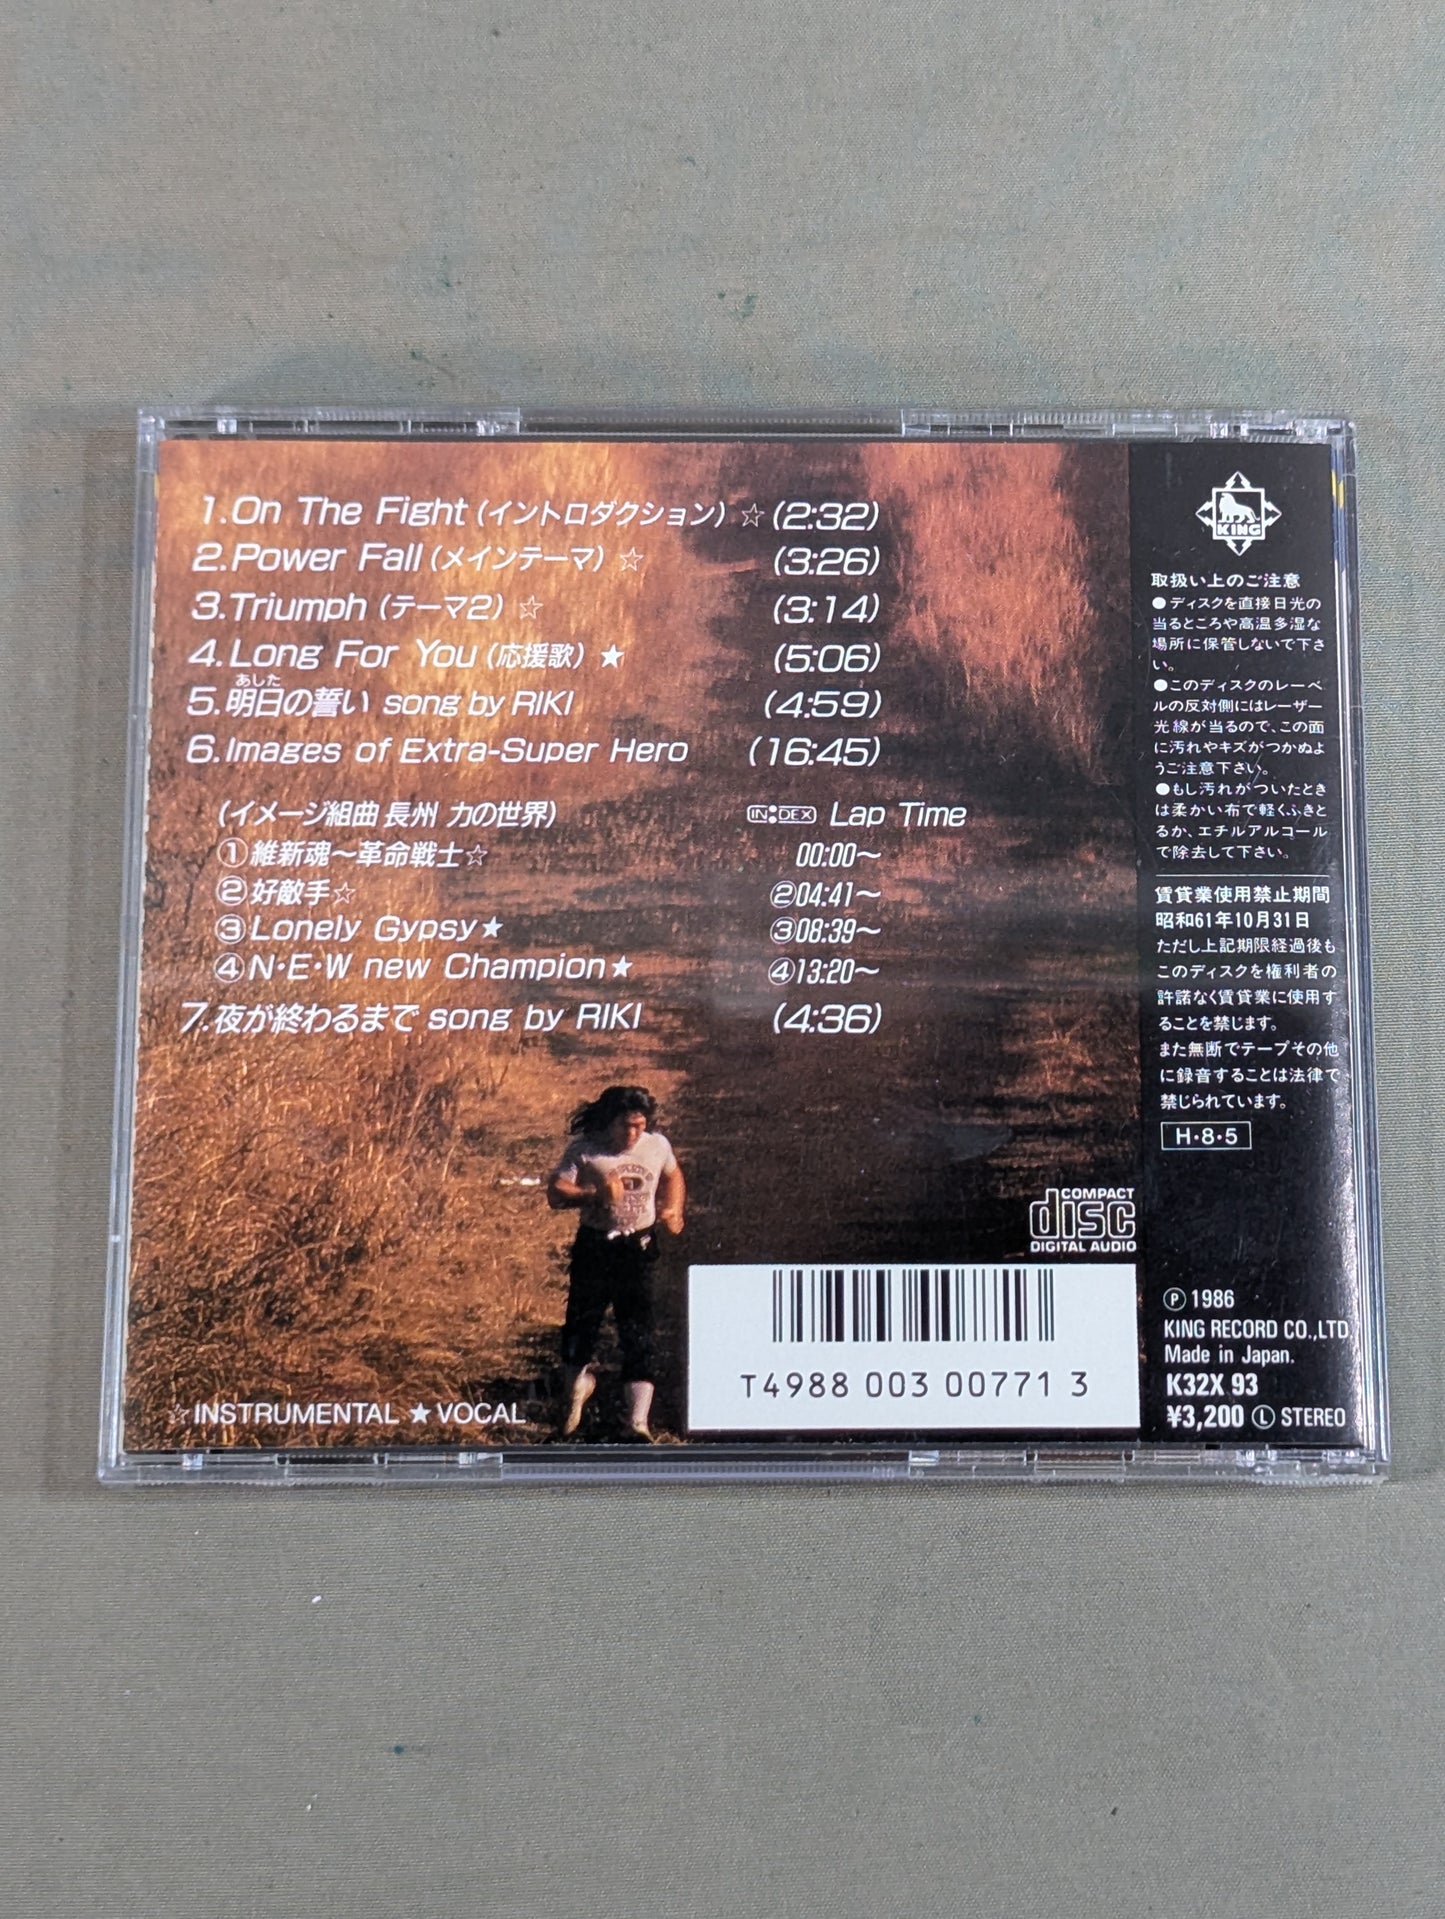 1.On The Fight (イントロダクション) ☆ (2:32)
2.Power Fall (メインテーマ) ☆ (3:26)
3.Triumph (テーマ2) ☆ (3:14)
4.Long For You (応援歌) ★ (5:06)
あした
5.明日の誓い song by RIKI (4:59)
6.Images of Extra-Super Hero (16:45)
(イメージ組曲 長州 力の世界) INDEX Lap Time
①維新魂〜革命戦士☆ 00:00〜
②好敵手☆ ②04:41〜
③Lonely Gypsy★ ③08:39〜
④N・E・W new Champion★ ④13:20〜
7.夜が終わるまで song by RIKI (4:36)
☆INSTRUMENTAL ★VOCAL
COMPACT
disc
DIGITAL AUDIO
T4988 003 00771 3
KING
取扱い上のご注意
●ディスクを直接日光の
当るところや高温多湿な
場所に保管しないで下さ
い。
●このディスクのレーベ
ルの反対側にはレーザー
光線が当るので、この面
に汚れやキズがつかぬよ
うご注意下さい。
●もし汚れがついたとき
は柔かい布で軽くふきと
るか、エチルアルコール
で除去して下さい。
賃貸業使用禁止期間
昭和61年10月31日
ただし上記期限経過後も
このディスクを権利者の
許諾なく賃貸業に使用す
ることを禁じます。
また無断でテープその他
に録音することは法律で
禁じられています。
H・8・5
Ⓟ 1986
KING RECORD CO.,LTD.
Made in Japan.
K32X 93
¥3,200 Ⓛ STEREO